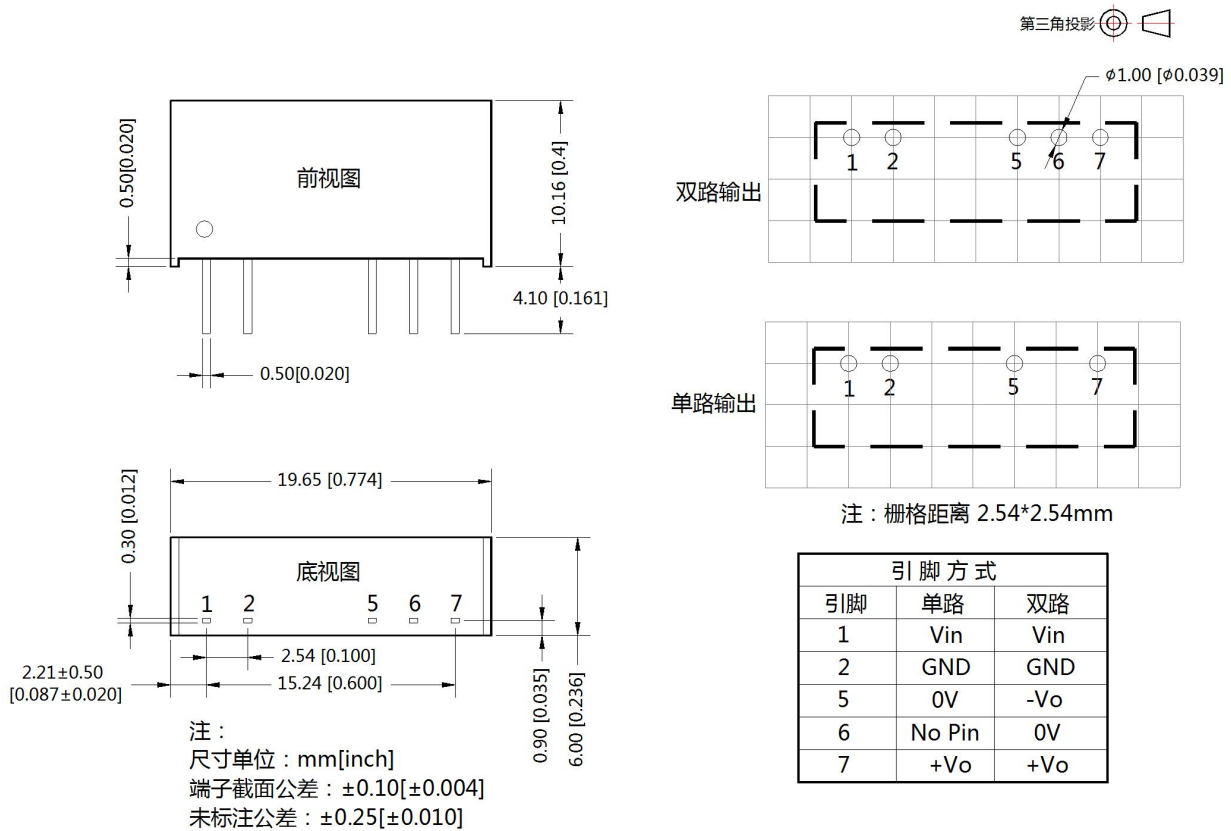 第三角投影
ϕ1.00 [ϕ0.039]
0.50[0.020]
前视图
10.16 [0.4]
4.10 [0.161]
0.50[0.020]
双路输出
1 2 5 6 7
单路输出
1 2 5 7
注：栅格距离 2.54*2.54mm
19.65 [0.774]
0.30 [0.012]
底视图
1 2 5 6 7
2.54 [0.100]
15.24 [0.600]
2.21±0.50
[0.087±0.020]
0.90 [0.035]
6.00 [0.236]
注：
尺寸单位：mm[inch]
端子截面公差：±0.10[±0.004]
未标注公差：±0.25[±0.010]
引 脚 方 式
引脚 单路 双路
1 Vin Vin
2 GND GND
5 0V -Vo
6 No Pin 0V
7 +Vo +Vo